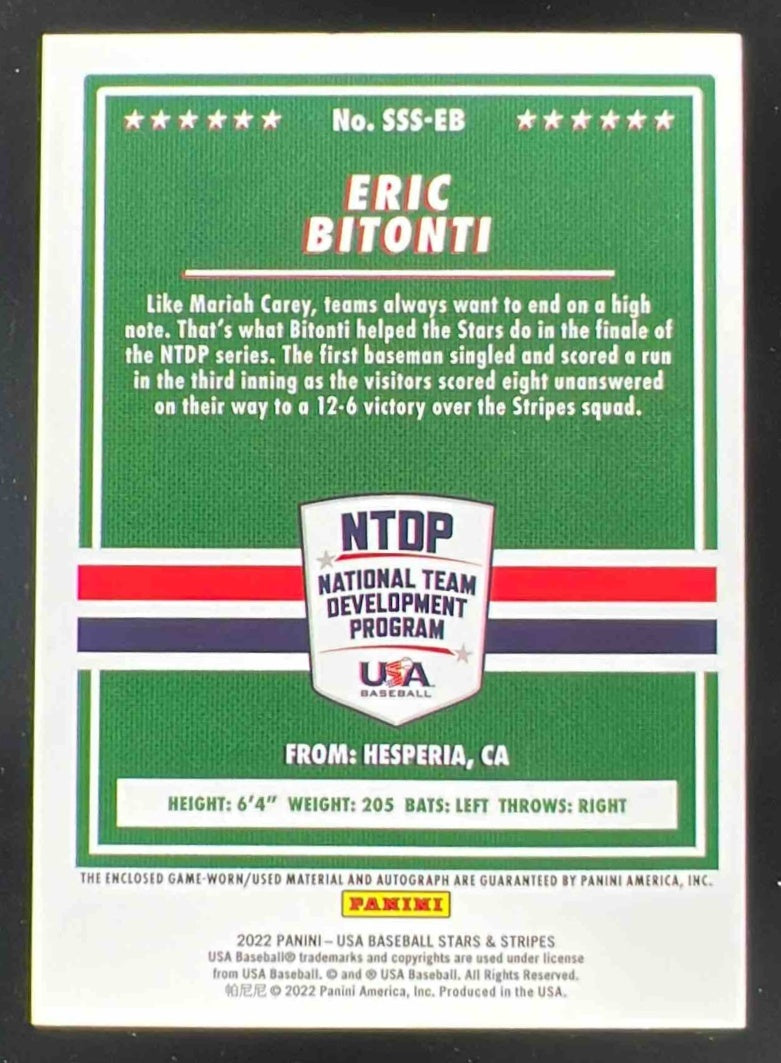 No. SSS-EB
ERIC
BITONTI
Like Mariah Carey, teams always want to end on a high
note. That's what Bitonti helped the Stars do in the finale of
the NTDP series. The first baseman singled and scored a run
in the third inning as the visitors scored eight unanswered
on their way to a 12-6 victory over the Stripes squad.
NTDP
NATIONAL TEAM
DEVELOPMENT
PROGRAM
USA
BASEBALL
FROM: HESPERIA, CA
HEIGHT: 6'4" WEIGHT: 205 BATS: LEFT THROWS: RIGHT
THE ENCLOSED GAME-WORN/USED MATERIAL AND AUTOGRAPH ARE GUARANTEED BY PANINI AMERICA, INC.
PANINI
2022 PANINI – USA BASEBALL STARS & STRIPES
USA Baseball® trademarks and copyrights are used under license
from USA Baseball. © and ® USA Baseball. All Rights Reserved.
帕尼尼 © 2022 Panini America, Inc. Produced in the USA.